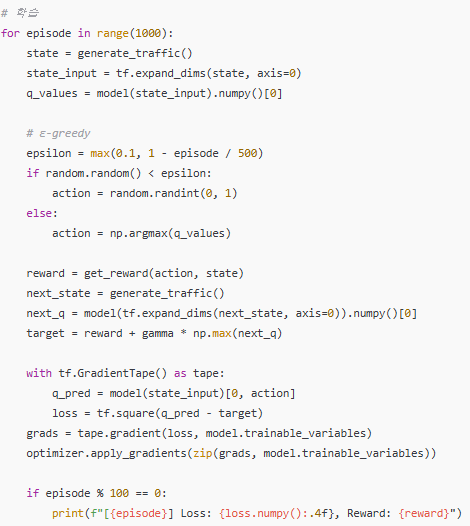 # 학습
for episode in range(1000):
    state = generate_traffic()
    state_input = tf.expand_dims(state, axis=0)
    q_values = model(state_input).numpy()[0]

    # ε-greedy
    epsilon = max(0.1, 1 - episode / 500)
    if random.random() < epsilon:
        action = random.randint(0, 1)
    else:
        action = np.argmax(q_values)

    reward = get_reward(action, state)
    next_state = generate_traffic()
    next_q = model(tf.expand_dims(next_state, axis=0)).numpy()[0]
    target = reward + gamma * np.max(next_q)

    with tf.GradientTape() as tape:
        q_pred = model(state_input)[0, action]
        loss = tf.square(q_pred - target)
    grads = tape.gradient(loss, model.trainable_variables)
    optimizer.apply_gradients(zip(grads, model.trainable_variables))

    if episode % 100 == 0:
        print(f"[{episode}] Loss: {loss.numpy():.4f}, Reward: {reward}")